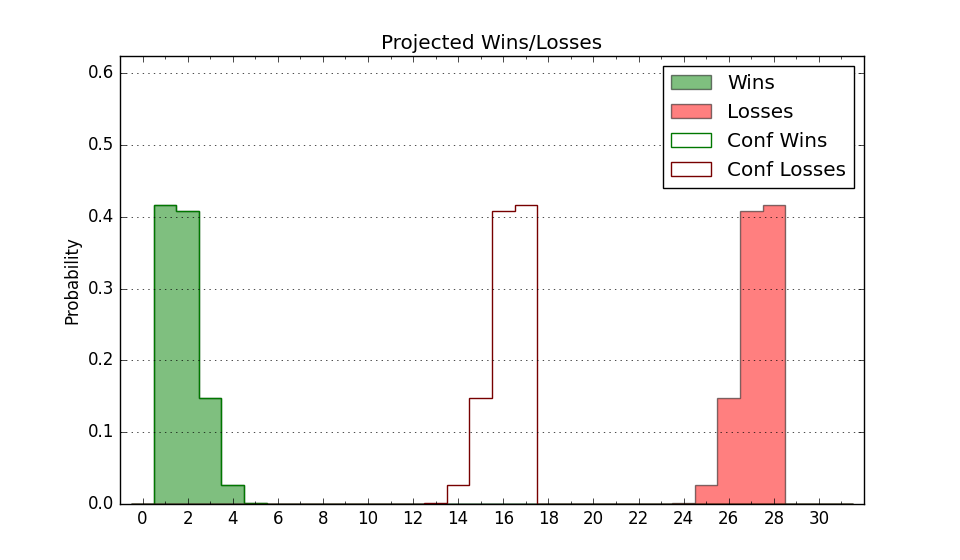 Projected Wins/Losses
Wins
Losses
Conf Wins
Conf Losses
Probability
0.6
0.5
0.4
0.3
0.2
0.1
0.0
0 2 4 6 8 10 12 14 16 18 20 22 24 26 28 30